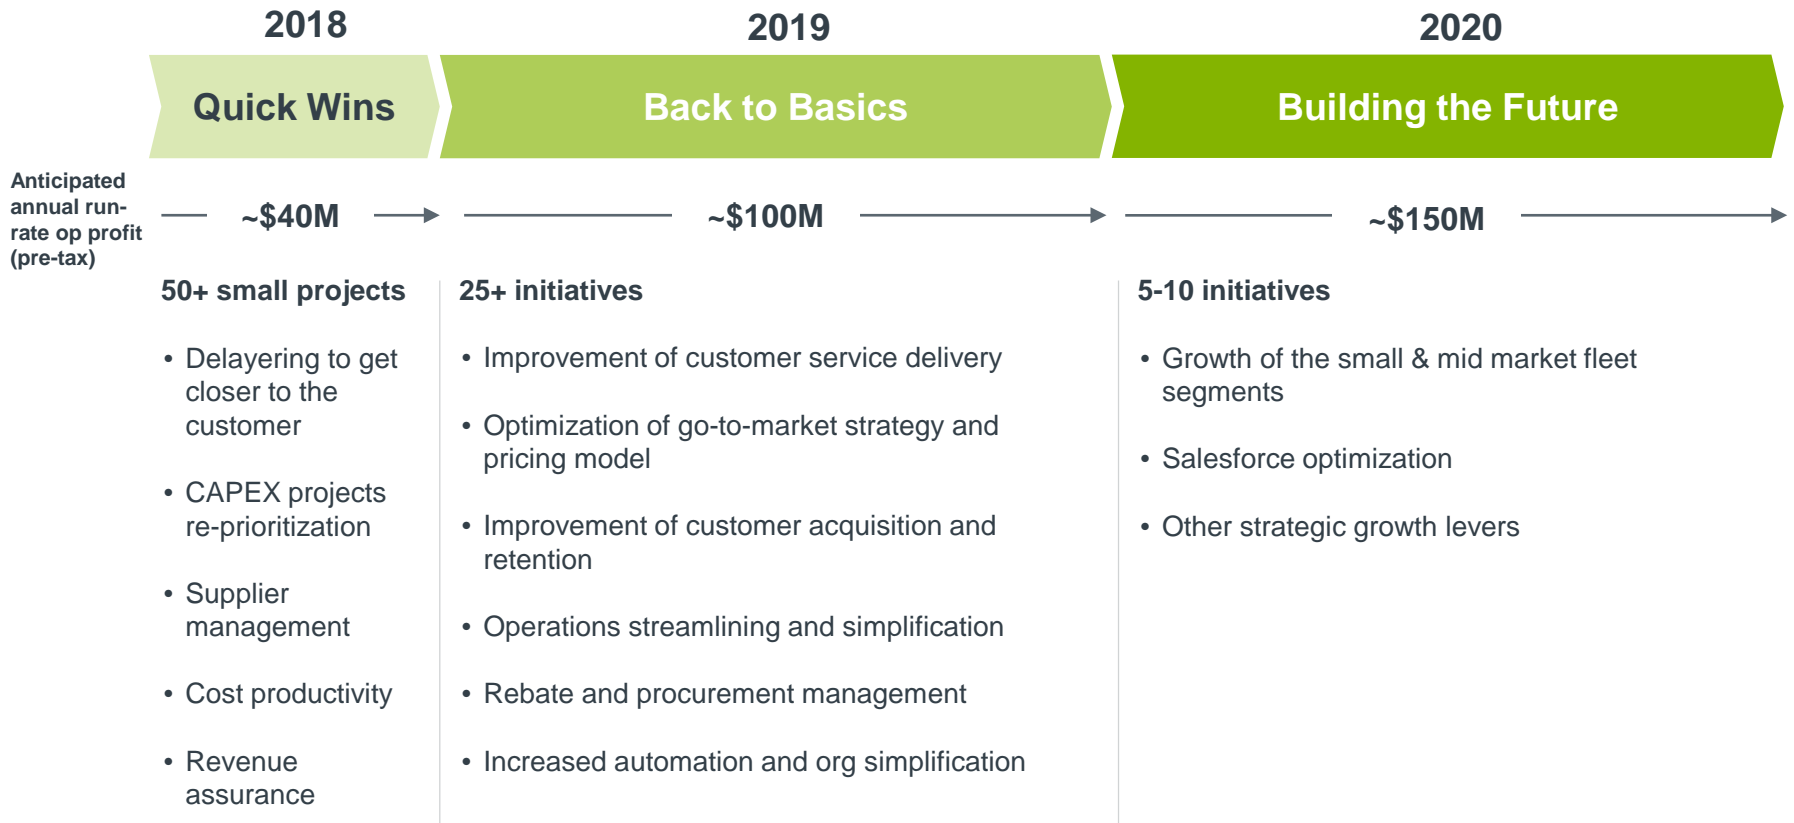 2018
2019
2020
Quick Wins
Back to Basics
Building the Future
Anticipated
annual run-
rate op profit
(pre-tax)
~$40M
~$100M
~$150M
50+ small projects
• Delayering to get
closer to the
customer
• CAPEX projects
re-prioritization
• Supplier
management
• Cost productivity
• Revenue
assurance
25+ initiatives
• Improvement of customer service delivery
• Optimization of go-to-market strategy and
pricing model
• Improvement of customer acquisition and
retention
• Operations streamlining and simplification
• Rebate and procurement management
• Increased automation and org simplification
5-10 initiatives
• Growth of the small & mid market fleet
segments
• Salesforce optimization
• Other strategic growth levers